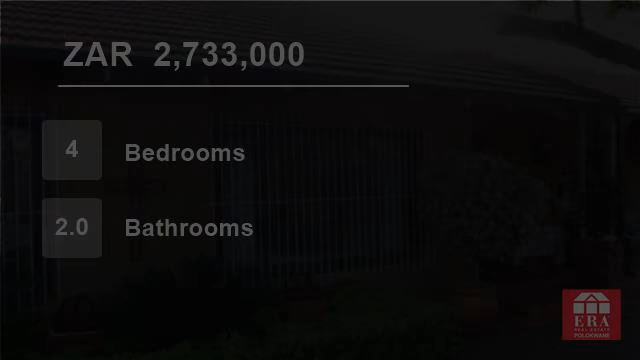 ZAR 2,733,000
4 Bedrooms
2.0 Bathrooms
ERA
REAL ESTATE
POLOKWANE